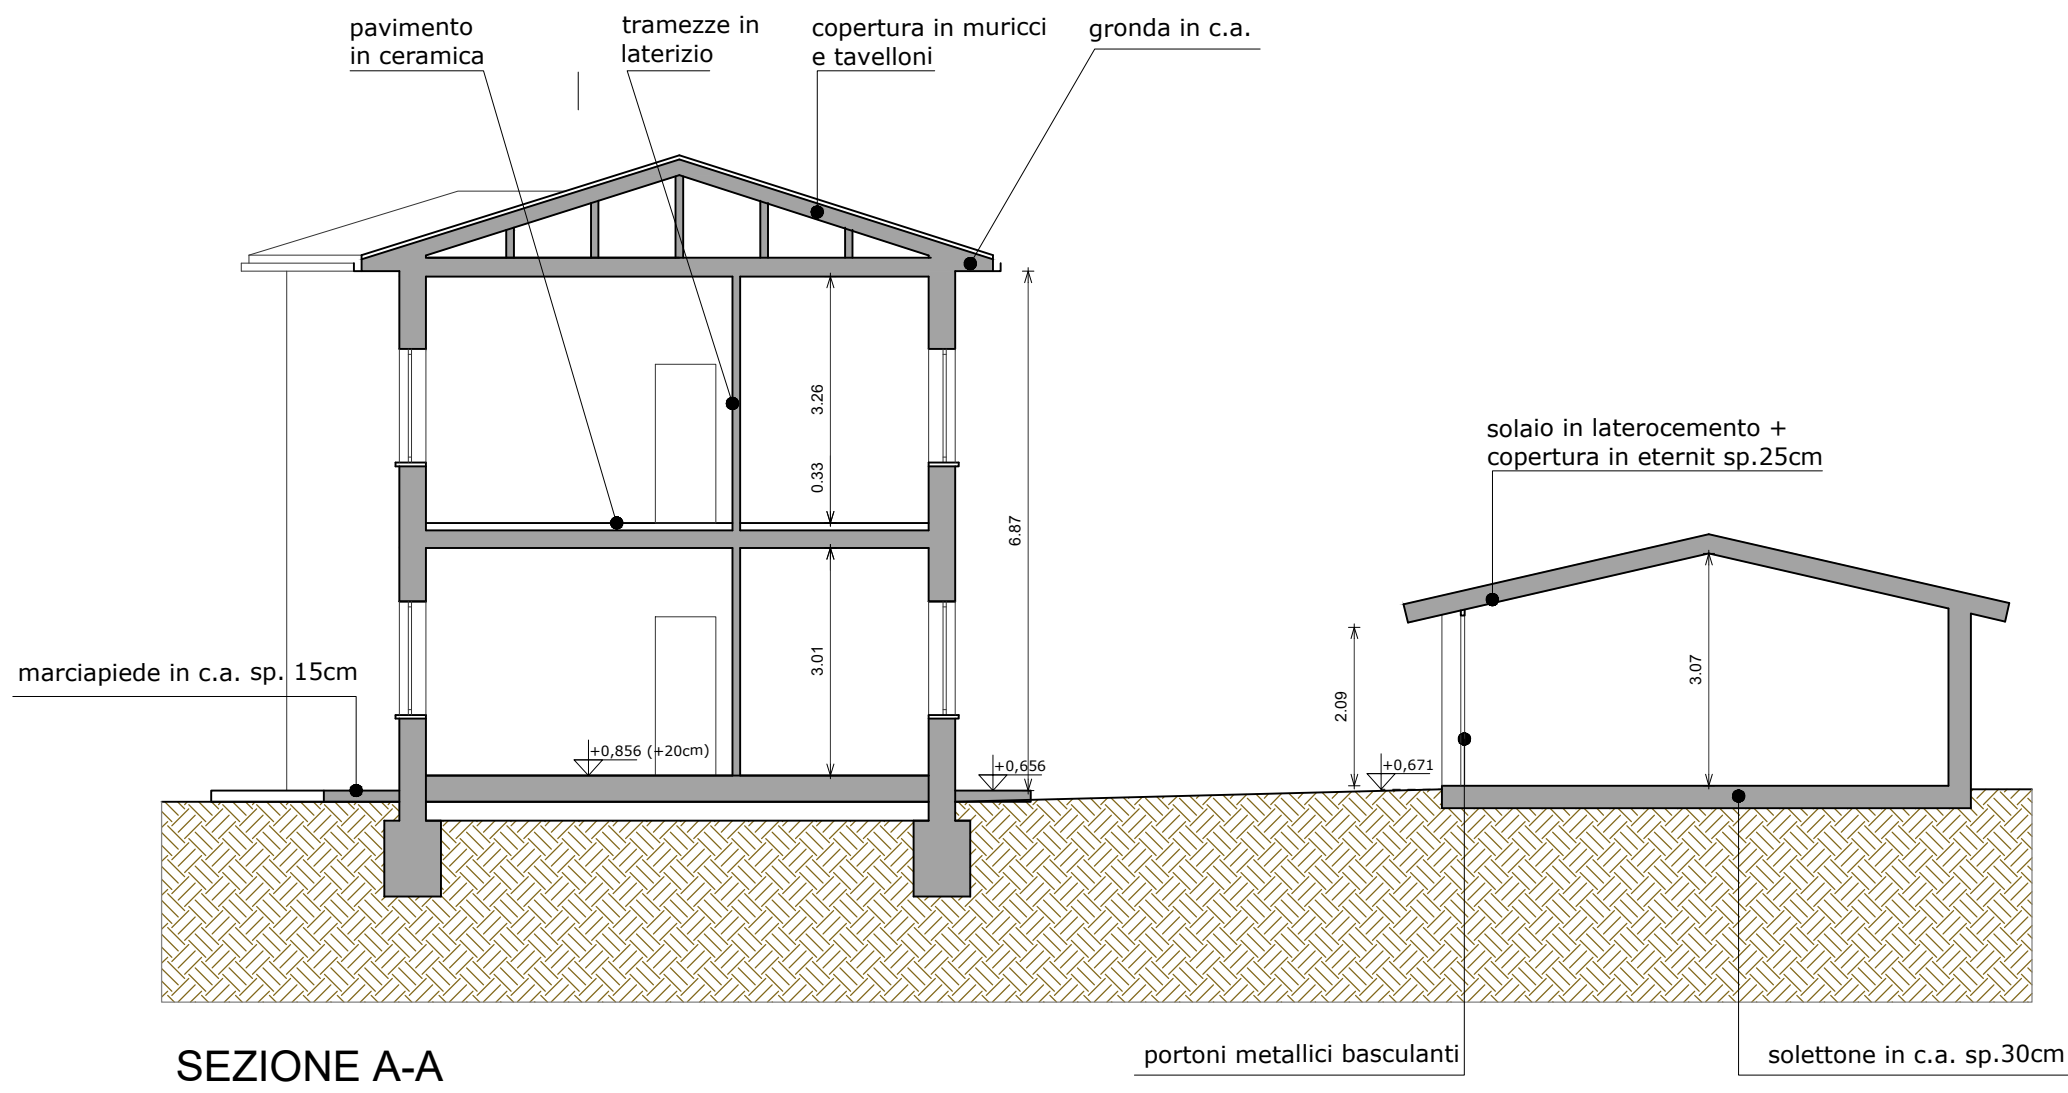 pavimento
in ceramica
tramezze in
laterizio
copertura in muricci
e tavelloni
gronda in c.a.
3.26
0.33
6.87
solaio in laterocemento +
copertura in eternit sp.25cm
marciapiede in c.a. sp. 15cm
3.01
2.09
3.07
+0,856 (+20cm)
+0,656
+0,671
portoni metallici basculanti
solettone in c.a. sp.30cm
SEZIONE A-A